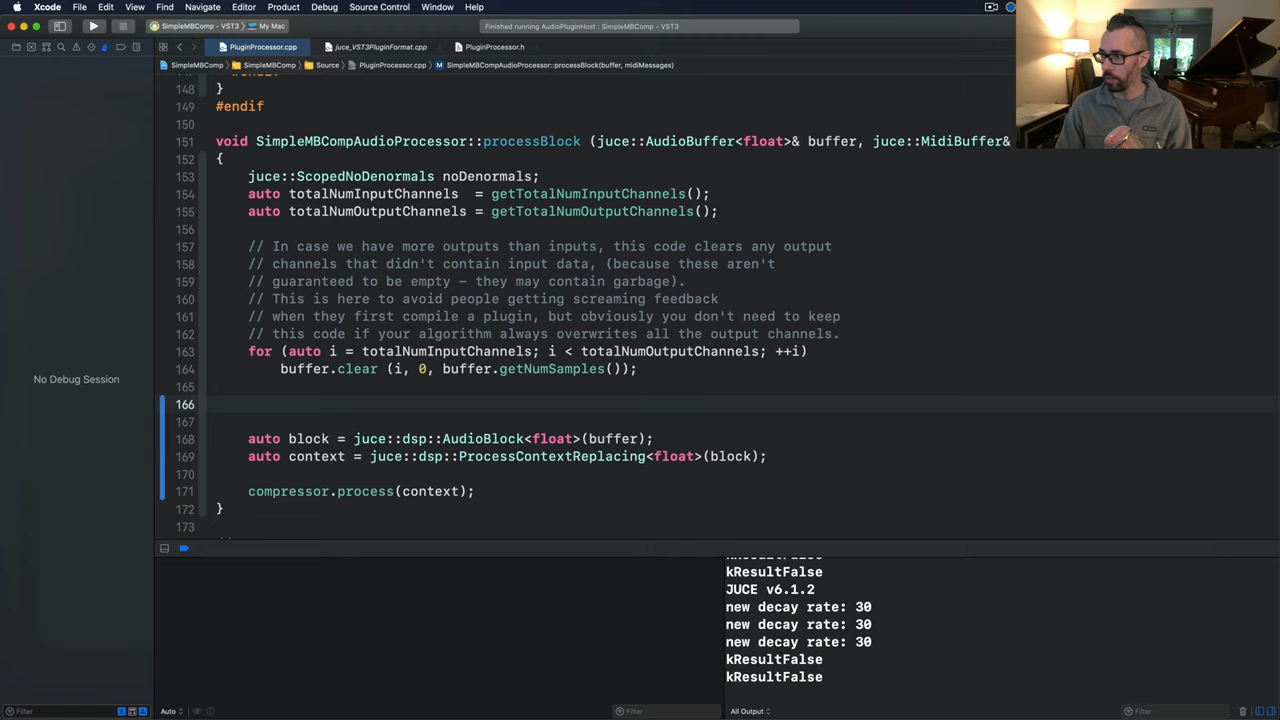 Xcode File Edit View Find Navigate Editor Product Debug Source Control Window Help
SimpleMBComp - VST3 My Mac
Finished running AudioPluginHost : SimpleMBComp - VST3
PluginProcessor.cpp juce_VST3PluginFormat.cpp PluginProcessor.h
SimpleMBComp SimpleMBComp Source PluginProcessor.cpp SimpleMBCompAudioProcessor::processBlock(buffer, midiMessages)
148 }
149 #endif
150
151 void SimpleMBCompAudioProcessor::processBlock (juce::AudioBuffer<float>& buffer, juce::MidiBuffer&
152 {
153 juce::ScopedNoDenormals noDenormals;
154 auto totalNumInputChannels = getTotalNumInputChannels();
155 auto totalNumOutputChannels = getTotalNumOutputChannels();
156
157 // In case we have more outputs than inputs, this code clears any output
158 // channels that didn't contain input data, (because these aren't
159 // guaranteed to be empty - they may contain garbage).
160 // This is here to avoid people getting screaming feedback
161 // when they first compile a plugin, but obviously you don't need to keep
162 // this code if your algorithm always overwrites all the output channels.
163 for (auto i = totalNumInputChannels; i < totalNumOutputChannels; ++i)
164 buffer.clear (i, 0, buffer.getNumSamples());
165
166
167
168 auto block = juce::dsp::AudioBlock<float>(buffer);
169 auto context = juce::dsp::ProcessContextReplacing<float>(block);
170
171 compressor.process(context);
172 }
173
No Debug Session
kResultFalse
JUCE v6.1.2
new decay rate: 30
new decay rate: 30
new decay rate: 30
kResultFalse
kResultFalse
Filter Auto Filter All Output Filter